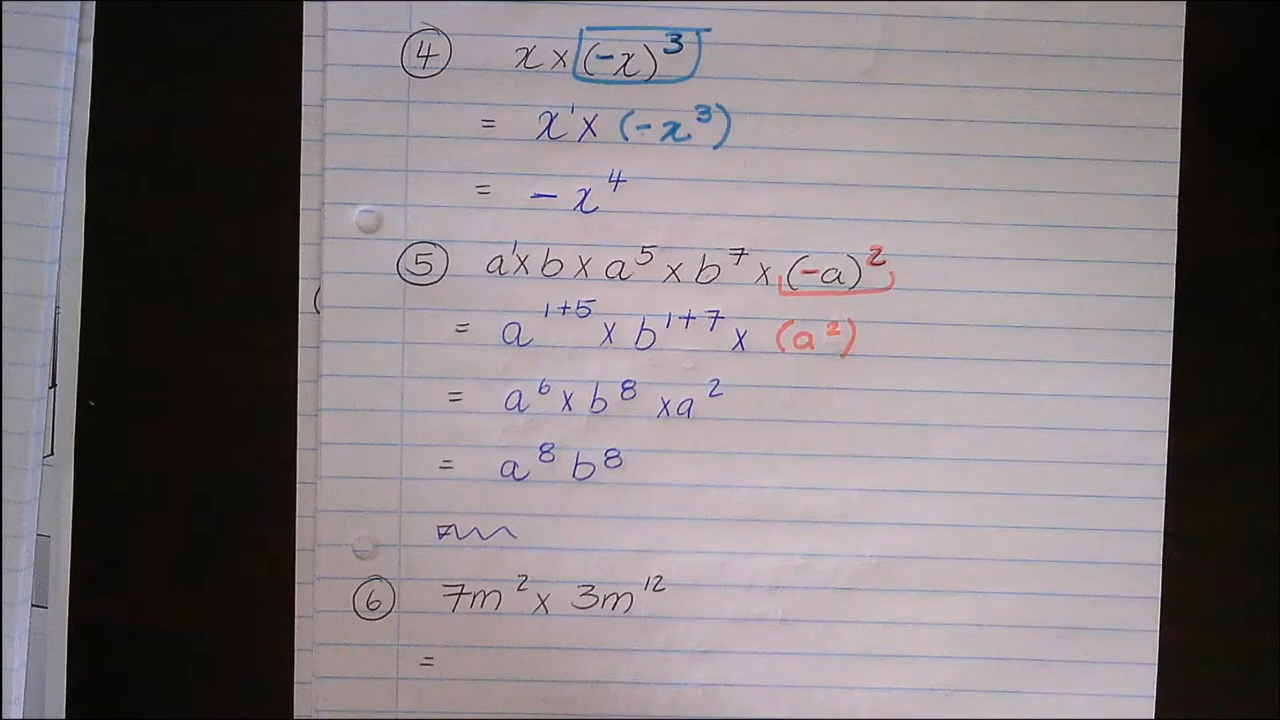 ④ x × (-x)³
= x¹ × (-x³)
= -x⁴
⑤ a¹ × b × a⁵ × b⁷ × (-a)²
= a¹⁺⁵ × b¹⁺⁷ × (a²)
= a⁶ × b⁸ × a²
= a⁸ b⁸
⑥ 7m² × 3m¹²
=